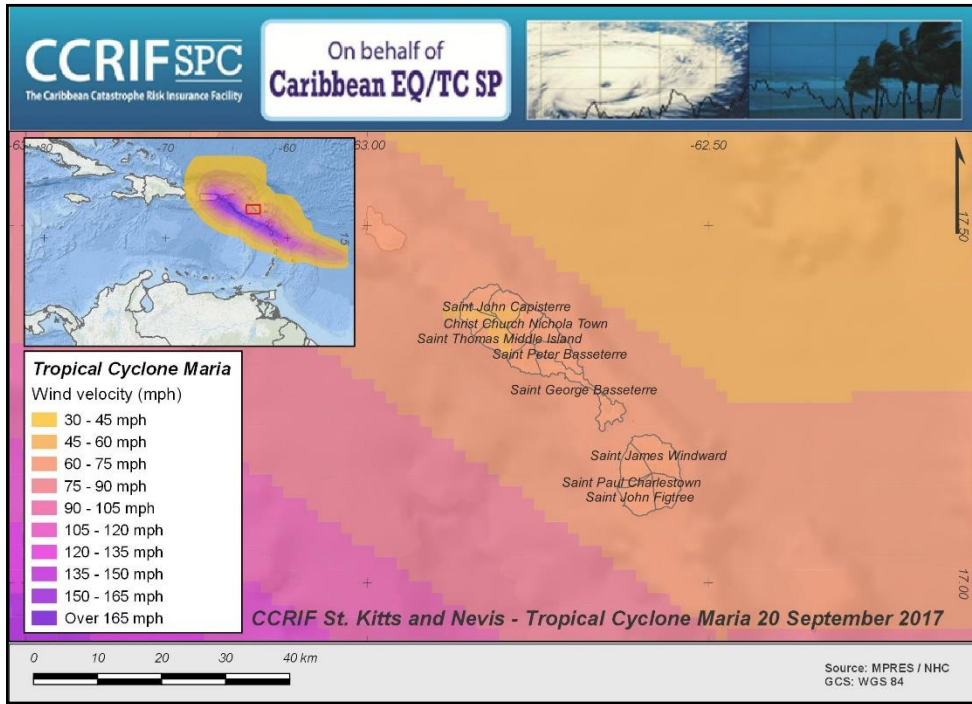 CCRIF SPC
The Caribbean Catastrophe Risk Insurance Facility
On behalf of
Caribbean EQ/TC SP
-80
-70
-60
15
-63.00
-62.50
17.50
17.00
Saint John Capisterre
Christ Church Nichola Town
Saint Thomas Middle Island
Saint Peter Basseterre
Saint George Basseterre
Saint James Windward
Saint Paul Charlestown
Saint John Figtree
Tropical Cyclone Maria
Wind velocity (mph)
30 - 45 mph
45 - 60 mph
60 - 75 mph
75 - 90 mph
90 - 105 mph
105 - 120 mph
120 - 135 mph
135 - 150 mph
150 - 165 mph
Over 165 mph
CCRIF St. Kitts and Nevis - Tropical Cyclone Maria 20 September 2017
0 10 20 30 40 km
Source: MPRES / NHC
GCS: WGS 84